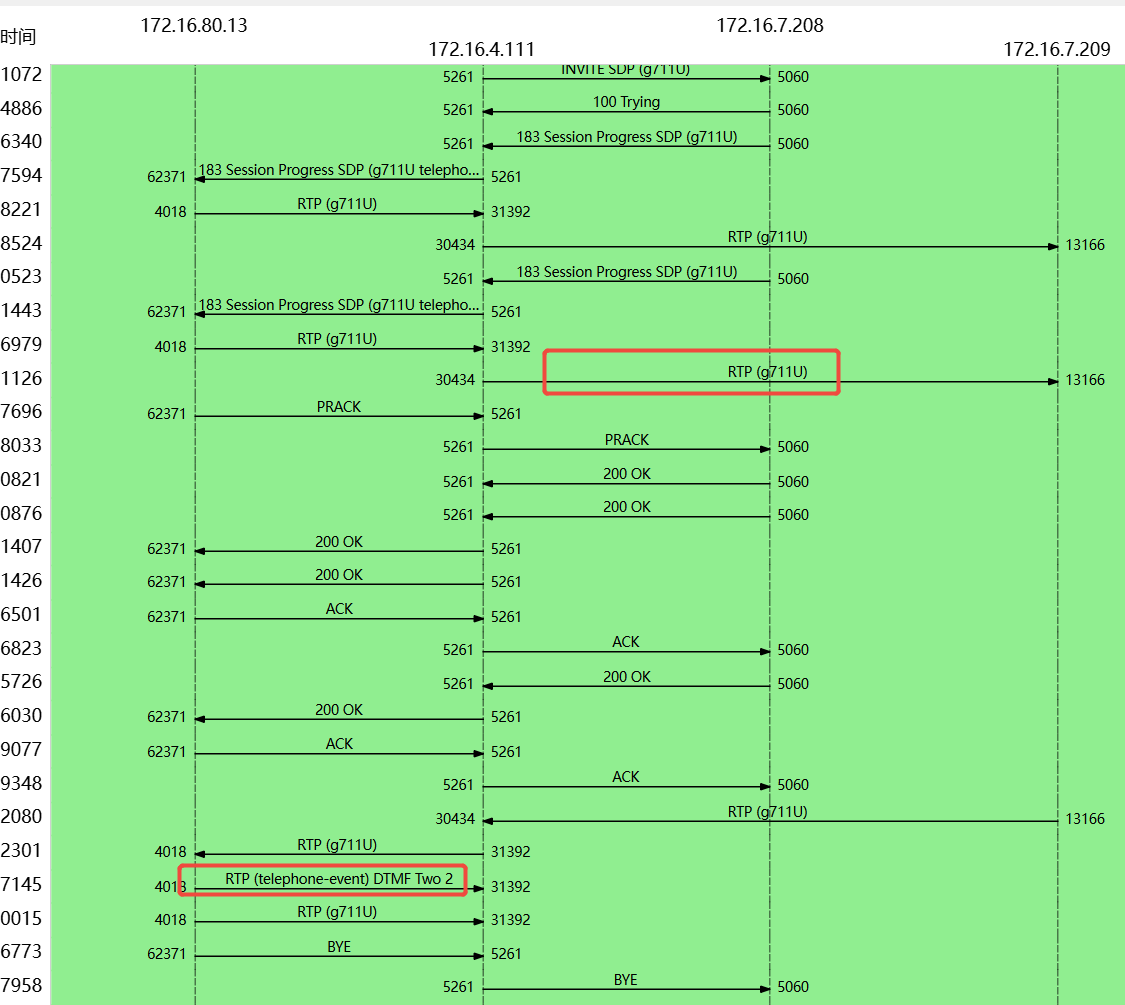 172.16.80.13 172.16.7.208
时间 172.16.4.111 172.16.7.209
1072 5261 INVITE SDP (g711U) 5060
4886 5261 100 Trying 5060
6340 5261 183 Session Progress SDP (g711U) 5060
7594 62371 183 Session Progress SDP (g711U telepho... 5261
8221 4018 RTP (g711U) 31392
8524 30434 RTP (g711U) 13166
0523 5261 183 Session Progress SDP (g711U) 5060
1443 62371 183 Session Progress SDP (g711U telepho... 5261
6979 4018 RTP (g711U) 31392
1126 30434 RTP (g711U) 13166
7696 62371 PRACK 5261
8033 5261 PRACK 5060
0821 5261 200 OK 5060
0876 5261 200 OK 5060
1407 62371 200 OK 5261
1426 62371 200 OK 5261
6501 62371 ACK 5261
6823 5261 ACK 5060
5726 5261 200 OK 5060
6030 62371 200 OK 5261
9077 62371 ACK 5261
9348 5261 ACK 5060
2080 30434 RTP (g711U) 13166
2301 4018 RTP (g711U) 31392
7145 4018 RTP (telephone-event) DTMF Two 2 31392
0015 4018 RTP (g711U) 31392
6773 62371 BYE 5261
7958 5261 BYE 5060